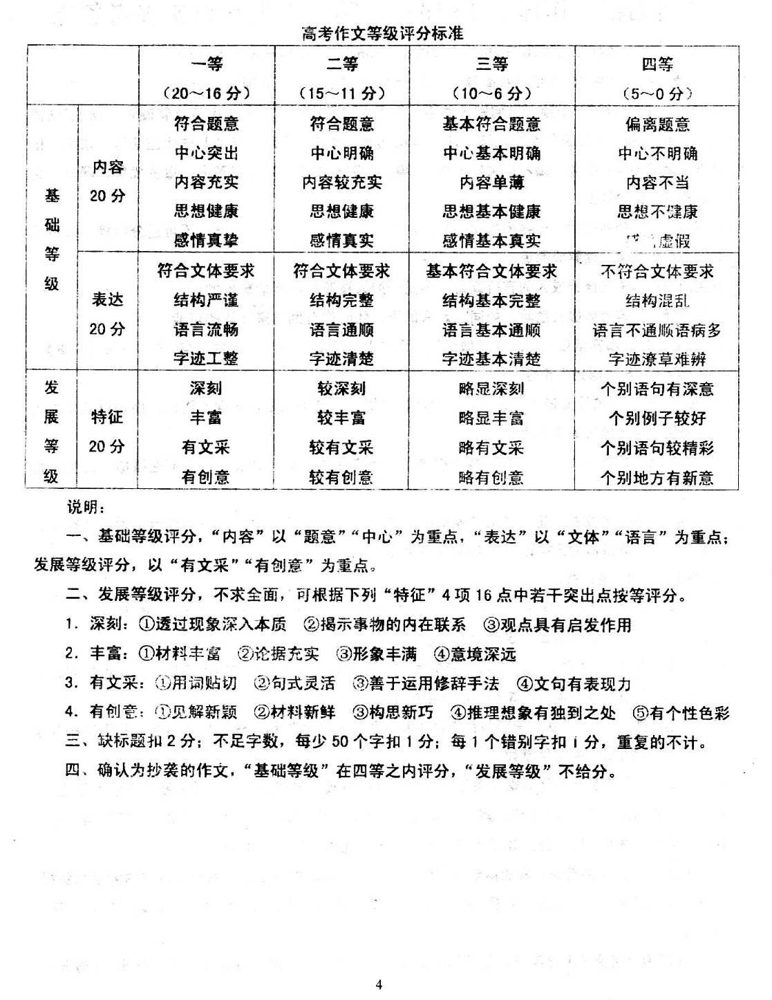 高考作文等级评分标准
一等 二等 三等 四等
（20～16 分） （15～11 分） （10～6 分） （5～0 分）
基础等级
内容
20 分
符合题意 符合题意 基本符合题意 偏离题意
中心突出 中心明确 中心基本明确 中心不明确
内容充实 内容较充实 内容单薄 内容不当
思想健康 思想健康 思想基本健康 思想不健康
感情真挚 感情真实 感情基本真实 虚假
表达
20 分
符合文体要求 符合文体要求 基本符合文体要求 不符合文体要求
结构严谨 结构完整 结构基本完整 结构混乱
语言流畅 语言通顺 语言基本通顺 语言不通顺语病多
字迹工整 字迹清楚 字迹基本清楚 字迹潦草难辨
发展等级
特征
20 分
深刻 较深刻 略显深刻 个别语句有深意
丰富 较丰富 略显丰富 个别例子较好
有文采 较有文采 略有文采 个别语句较精彩
有创意 较有创意 略有创意 个别地方有新意
说明：
一、基础等级评分，“内容”以“题意”“中心”为重点，“表达”以“文体”“语言”为重点；
发展等级评分，以“有文采”“有创意”为重点。
二、发展等级评分，不求全面，可根据下列“特征”4 项 16 点中若干突出点按等评分。
1. 深刻：①透过现象深入本质 ②揭示事物的内在联系 ③观点具有启发作用
2. 丰富：①材料丰富 ②论据充实 ③形象丰满 ④意境深远
3. 有文采：①用词贴切 ②句式灵活 ③善于运用修辞手法 ④文句有表现力
4. 有创意：①见解新颖 ②材料新鲜 ③构思新巧 ④推理想象有独到之处 ⑤有个性色彩
三、缺标题扣 2 分；不足字数，每少 50 个字扣 1 分；每 1 个错别字扣 1 分，重复的不计。
四、确认为抄袭的作文，“基础等级”在四等之内评分，“发展等级”不给分。
4